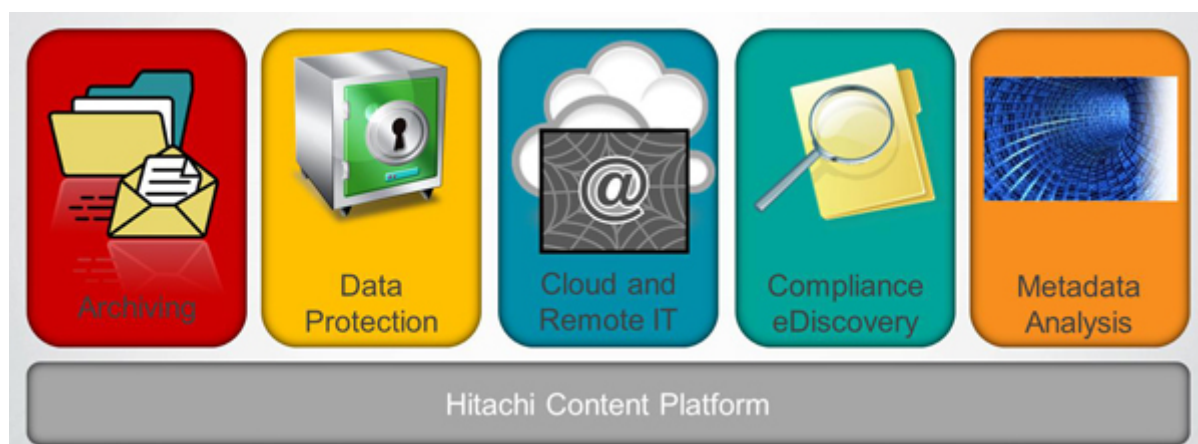 Archiving
Data
Protection
@
Cloud and
Remote IT
Compliance
eDiscovery
Metadata
Analysis
Hitachi Content Platform